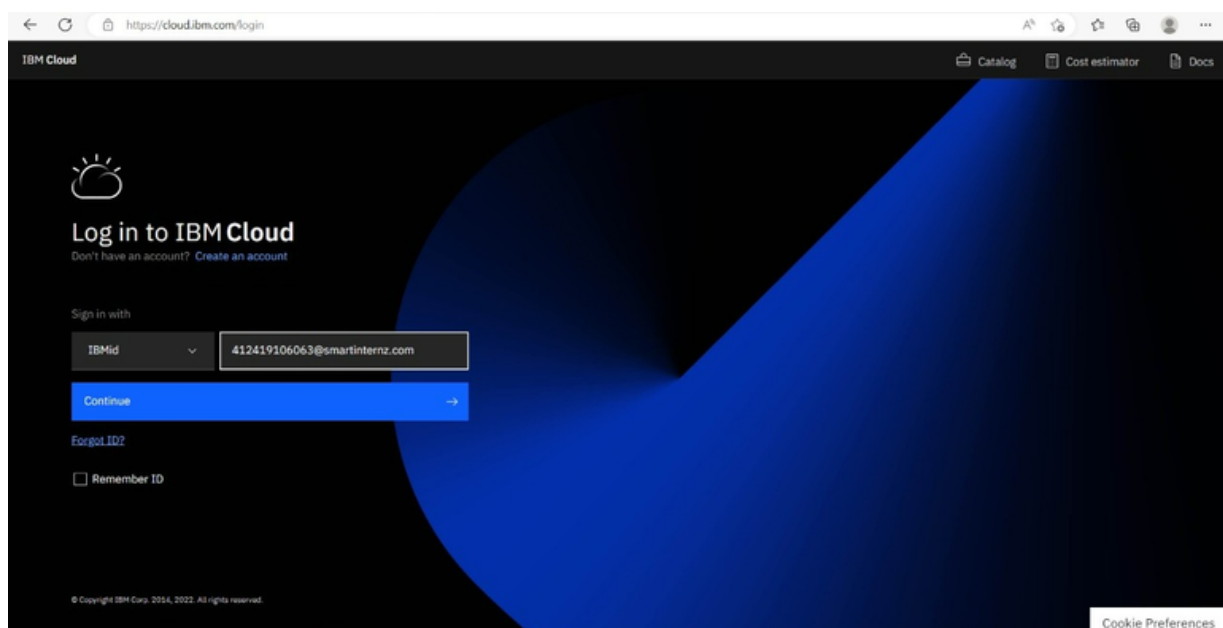 https://cloud.ibm.com/login
IBM Cloud
Catalog
Cost estimator
Docs
Log in to IBM Cloud
Don't have an account? Create an account
Sign in with
IBMid
412419106063@smartinternz.com
Continue
Forgot ID?
Remember ID
© Copyright IBM Corp. 2014, 2022. All rights reserved.
Cookie Preferences